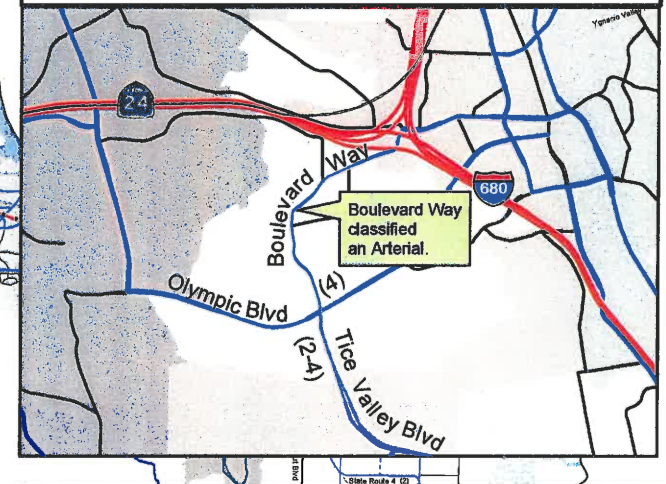 Ygnacio Valley
24
Boulevard Way
680
Boulevard Way
classified
an Arterial.
Olympic Blvd
(4)
(2-4)
Tice Valley Blvd
State Route 4 (2)